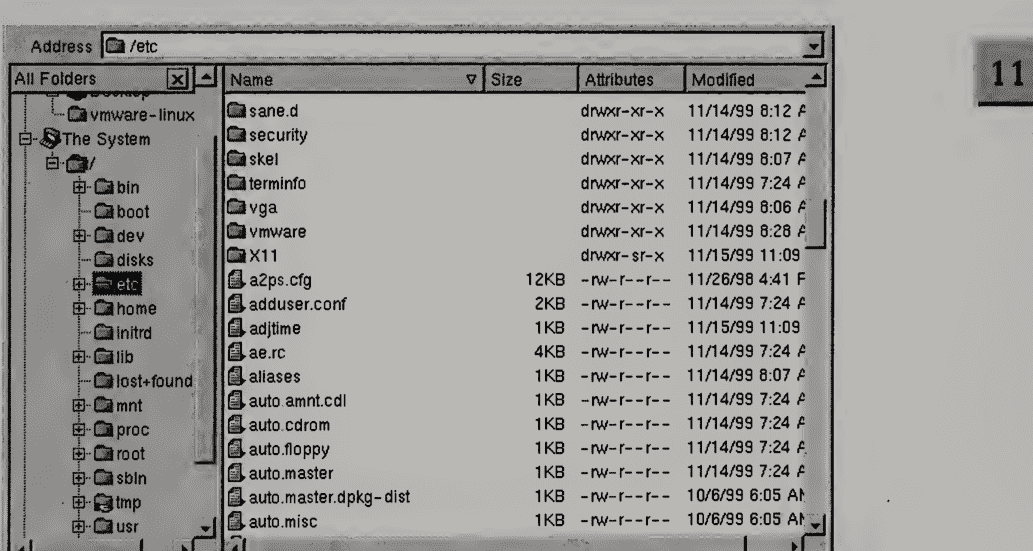 Address /etc
11
All Folders
Name Size Attributes Modified
vmware-linux
The System
/
bin
boot
dev
disks
etc
home
initrd
lib
lost+found
mnt
proc
root
sbin
tmp
usr
sane.d drwxr-xr-x 11/14/99 8:12 A
security drwxr-xr-x 11/14/99 8:12 A
skel drwxr-xr-x 11/14/99 8:07 A
terminfo drwxr-xr-x 11/14/99 7:24 A
vga drwxr-xr-x 11/14/99 8:06 A
vmware drwxr-xr-x 11/14/99 8:28 A
X11 drwxr-sr-x 11/15/99 11:09
a2ps.cfg 12KB -rw-r--r-- 11/26/98 4:41 F
adduser.conf 2KB -rw-r--r-- 11/14/99 7:24 A
adjtime 1KB -rw-r--r-- 11/15/99 11:09
ae.rc 4KB -rw-r--r-- 11/14/99 7:24 A
aliases 1KB -rw-r--r-- 11/14/99 8:07 A
auto.amnt.cdl 1KB -rw-r--r-- 11/14/99 7:24 A
auto.cdrom 1KB -rw-r--r-- 11/14/99 7:24 A
auto.floppy 1KB -rw-r--r-- 11/14/99 7:24 A
auto.master 1KB -rw-r--r-- 11/14/99 7:24 A
auto.master.dpkg-dist 1KB -rw-r--r-- 10/6/99 6:05 AM
auto.misc 1KB -rw-r--r-- 10/6/99 6:05 AM